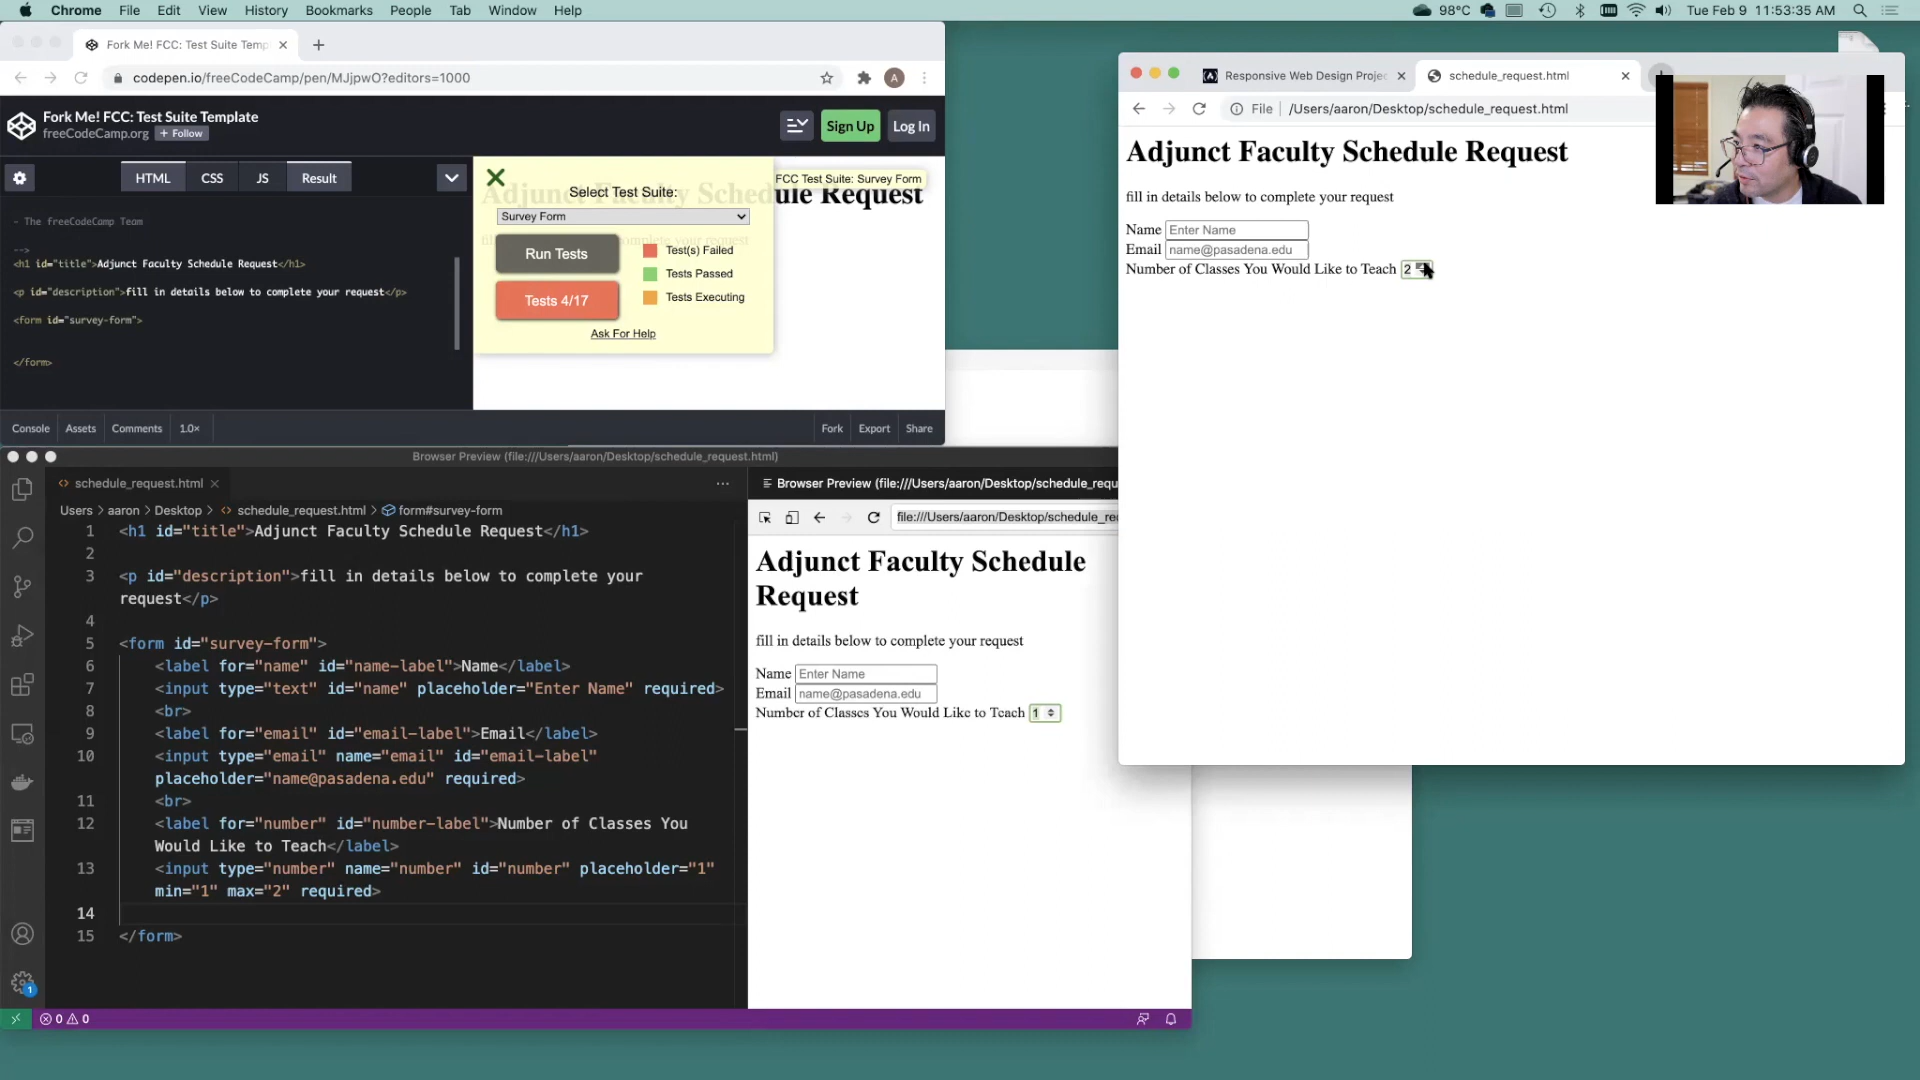 Chrome File Edit View History Bookmarks People Tab Window Help
98°C Tue Feb 9 11:53:35 AM
Fork Me! FCC: Test Suite Temp
codepen.io/freeCodeCamp/pen/MJjpwO?editors=1000
A
Fork Me! FCC: Test Suite Template
freeCodeCamp.org + Follow
Sign Up Log In
HTML CSS JS Result
- The freeCodeCamp Team
-->
<h1 id="title">Adjunct Faculty Schedule Request</h1>
<p id="description">fill in details below to complete your request</p>
<form id="survey-form">
</form>
FCC Test Suite: Survey Form
Adjunct Faculty Schedule Request
Select Test Suite:
Survey Form
Run Tests
Tests 4/17
Test(s) Failed
Tests Passed
Tests Executing
Ask For Help
Console Assets Comments 1.0× Fork Export Share
Responsive Web Design Projec schedule_request.html
File /Users/aaron/Desktop/schedule_request.html
Adjunct Faculty Schedule Request
fill in details below to complete your request
Name Enter Name
Email name@pasadena.edu
Number of Classes You Would Like to Teach 2
Browser Preview (file:///Users/aaron/Desktop/schedule_request.html)
schedule_request.html
Users > aaron > Desktop > schedule_request.html > form#survey-form
1 <h1 id="title">Adjunct Faculty Schedule Request</h1>
2
3 <p id="description">fill in details below to complete your
request</p>
4
5 <form id="survey-form">
6 <label for="name" id="name-label">Name</label>
7 <input type="text" id="name" placeholder="Enter Name" required>
8 <br>
9 <label for="email" id="email-label">Email</label>
10 <input type="email" name="email" id="email-label"
placeholder="name@pasadena.edu" required>
11 <br>
12 <label for="number" id="number-label">Number of Classes You
Would Like to Teach</label>
13 <input type="number" name="number" id="number" placeholder="1"
min="1" max="2" required>
14
15 </form>
Browser Preview (file:///Users/aaron/Desktop/schedule_requ
file:///Users/aaron/Desktop/schedule_re
Adjunct Faculty Schedule
Request
fill in details below to complete your request
Name Enter Name
Email name@pasadena.edu
Number of Classes You Would Like to Teach 1
1
0 0